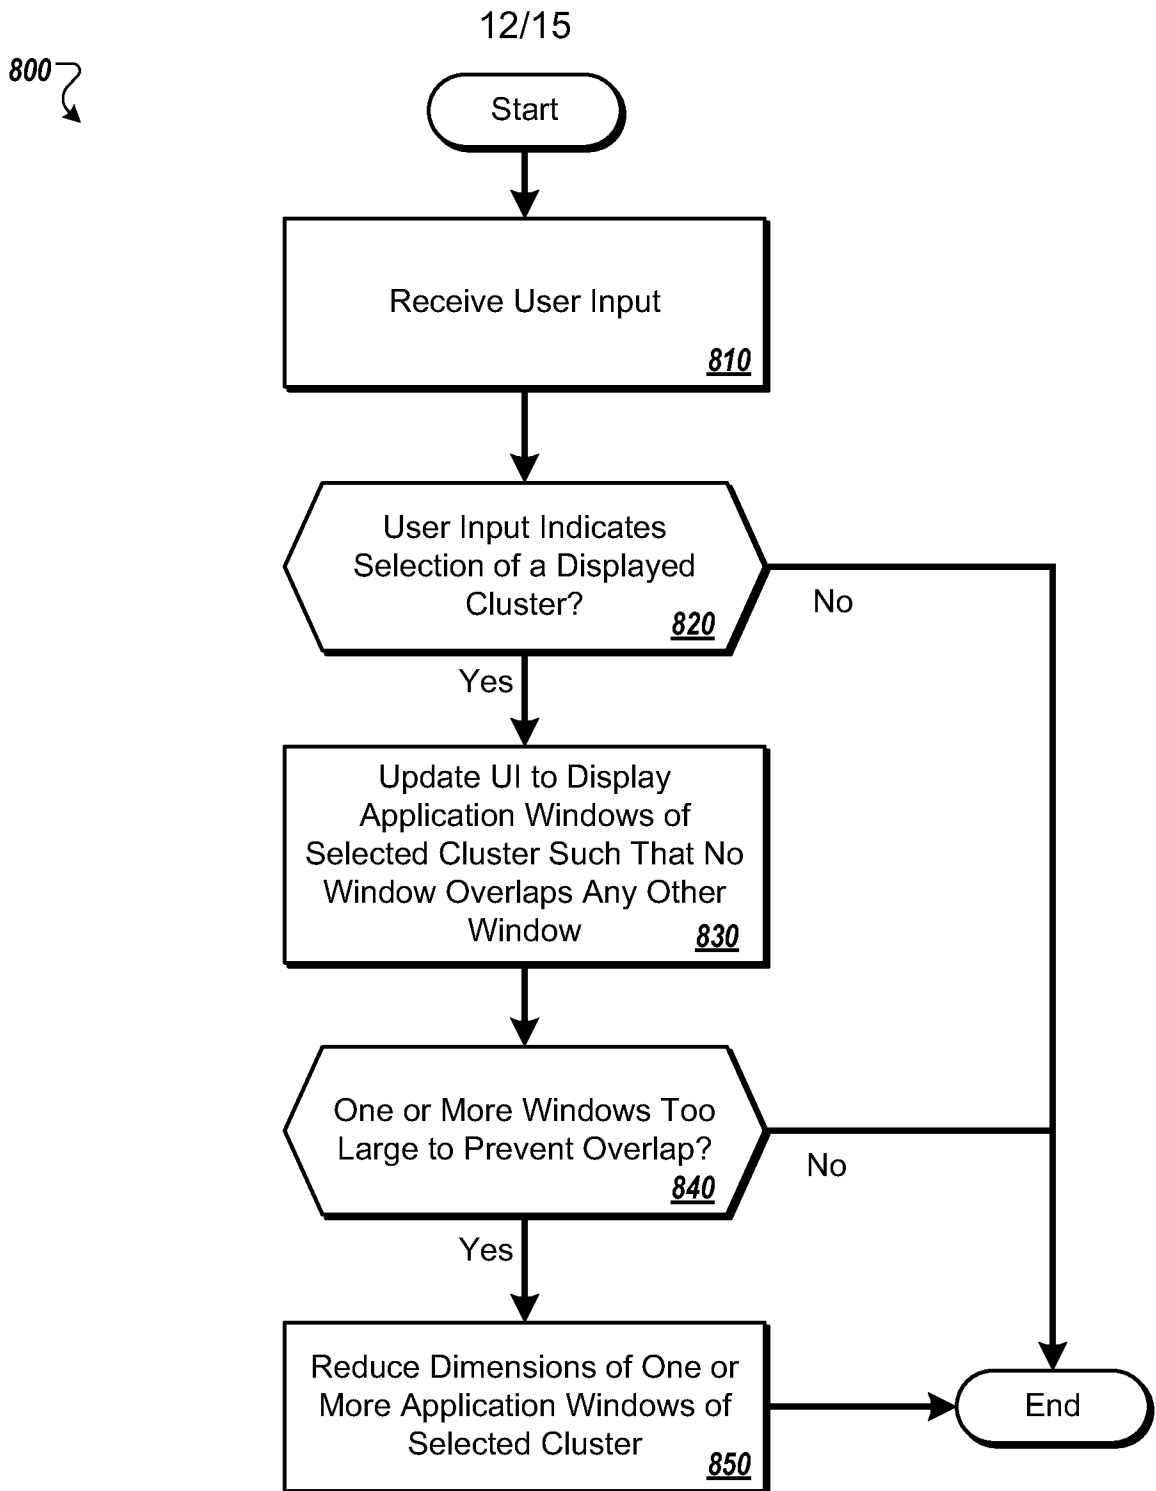 12/15
800
Start
Receive User Input
810
User Input Indicates
Selection of a Displayed
Cluster?
820
No
Yes
Update UI to Display
Application Windows of
Selected Cluster Such That No
Window Overlaps Any Other
Window
830
One or More Windows Too
Large to Prevent Overlap?
840
No
Yes
Reduce Dimensions of One or
More Application Windows of
Selected Cluster
850
End